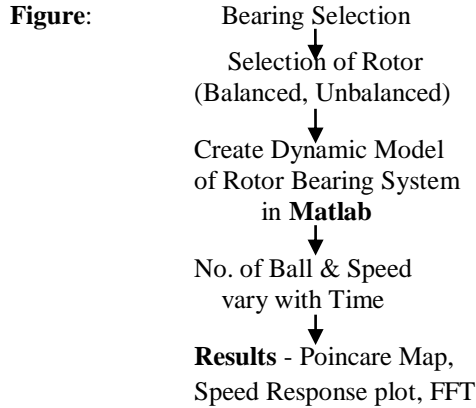 Figure: Bearing Selection
Selection of Rotor
(Balanced, Unbalanced)
Create Dynamic Model
of Rotor Bearing System
in Matlab
No. of Ball & Speed
vary with Time
Results - Poincare Map,
Speed Response plot, FFT